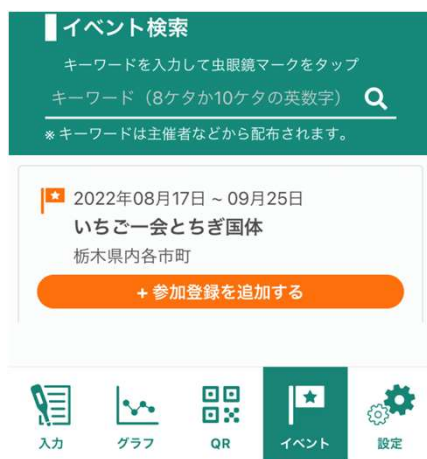 イベント検索
キーワードを入力して虫眼鏡マークをタップ
キーワード（8ケタか10ケタの英数字）
※キーワードは主催者などから配布されます。
2022年08月17日 ~ 09月25日
いちご一会とちぎ国体
栃木県内各市町
+ 参加登録を追加する
入力 グラフ QR イベント 設定